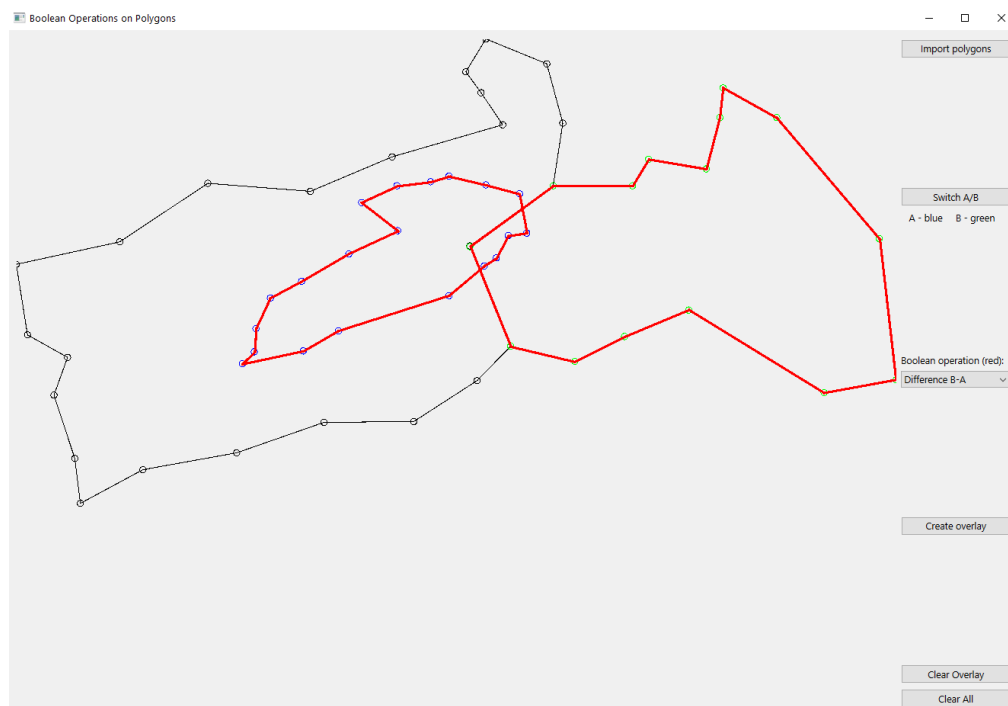 Boolean Operations on Polygons
Import polygons
Switch A/B
A - blue B - green
Boolean operation (red):
Difference B-A
Create overlay
Clear Overlay
Clear All